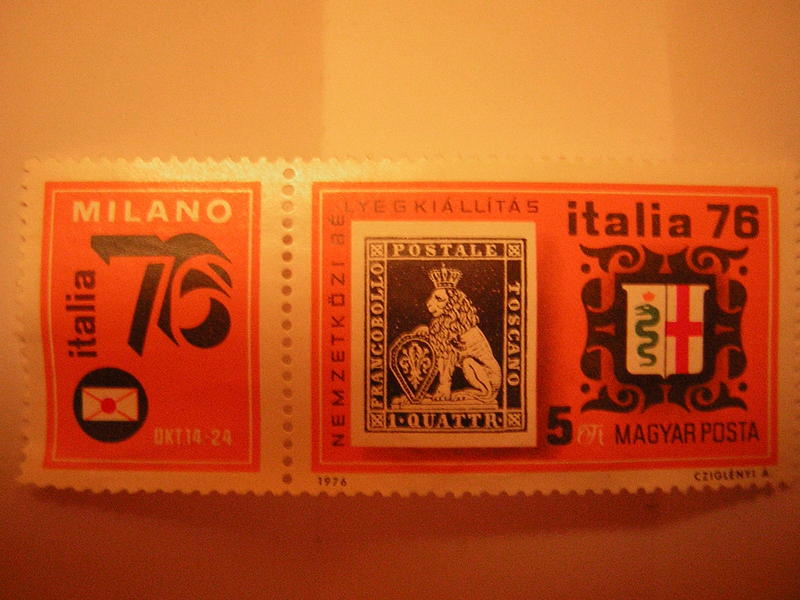 MILANO
italia
76
OKT 14-24
NEMZETKÖZI BÉLYEGKIÁLLÍTÁS
italia 76
POSTALE
FRANCOBOLLO
TOSCANO
1·QUATTR·
5 Ft MAGYAR POSTA
1976
CZIGLÉNYI Á.